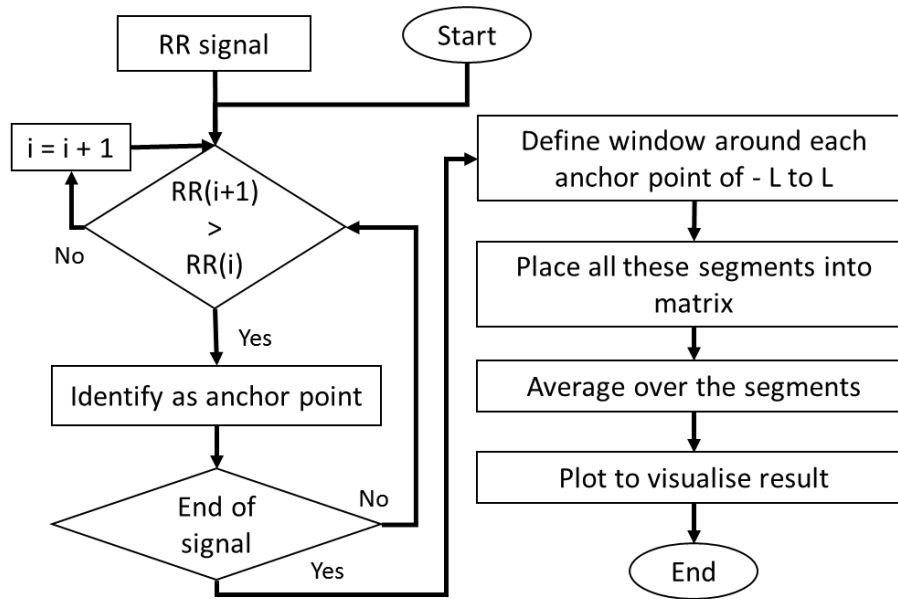 RR signal
Start
i = i + 1
RR(i+1)
>
RR(i)
No
Yes
Identify as anchor point
End of
signal
No
Yes
Define window around each
anchor point of - L to L
Place all these segments into
matrix
Average over the segments
Plot to visualise result
End